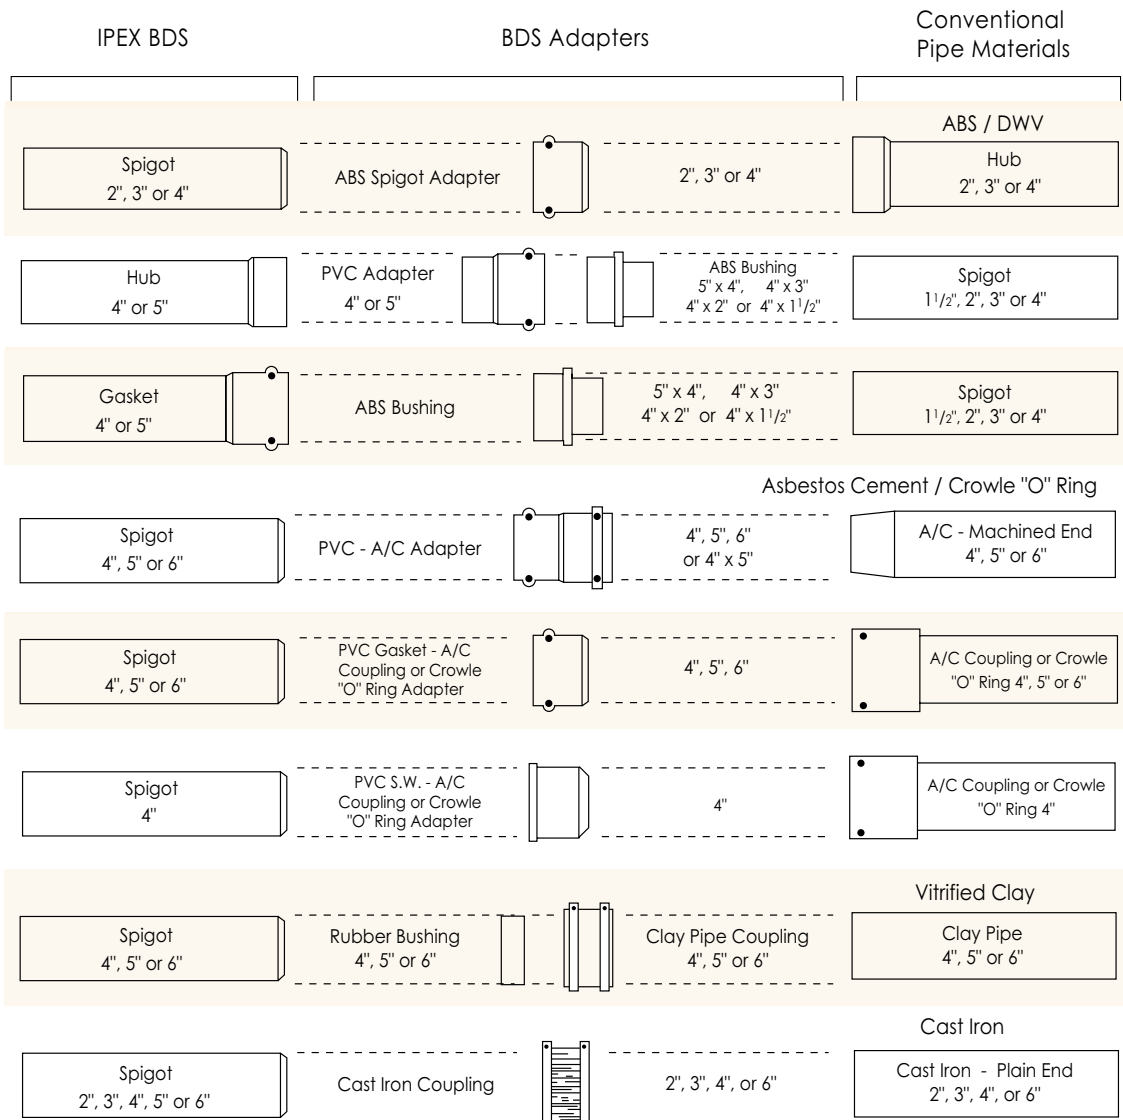 IPEX BDS
BDS Adapters
Conventional
Pipe Materials
ABS / DWV
Spigot
2", 3" or 4"
ABS Spigot Adapter
2", 3" or 4"
Hub
2", 3" or 4"
Hub
4" or 5"
PVC Adapter
4" or 5"
ABS Bushing
5" x 4", 4" x 3"
4" x 2" or 4" x 1 1/2"
Spigot
1 1/2", 2", 3" or 4"
Gasket
4" or 5"
ABS Bushing
5" x 4", 4" x 3"
4" x 2" or 4" x 1 1/2"
Spigot
1 1/2", 2", 3" or 4"
Asbestos Cement / Crowle "O" Ring
Spigot
4", 5" or 6"
PVC - A/C Adapter
4", 5", 6"
or 4" x 5"
A/C - Machined End
4", 5" or 6"
Spigot
4", 5" or 6"
PVC Gasket - A/C
Coupling or Crowle
"O" Ring Adapter
4", 5", 6"
A/C Coupling or Crowle
"O" Ring 4", 5" or 6"
Spigot
4"
PVC S.W. - A/C
Coupling or Crowle
"O" Ring Adapter
4"
A/C Coupling or Crowle
"O" Ring 4"
Vitrified Clay
Spigot
4", 5" or 6"
Rubber Bushing
4", 5" or 6"
Clay Pipe Coupling
4", 5" or 6"
Clay Pipe
4", 5" or 6"
Cast Iron
Spigot
2", 3", 4", 5" or 6"
Cast Iron Coupling
2", 3", 4", or 6"
Cast Iron - Plain End
2", 3", 4", or 6"